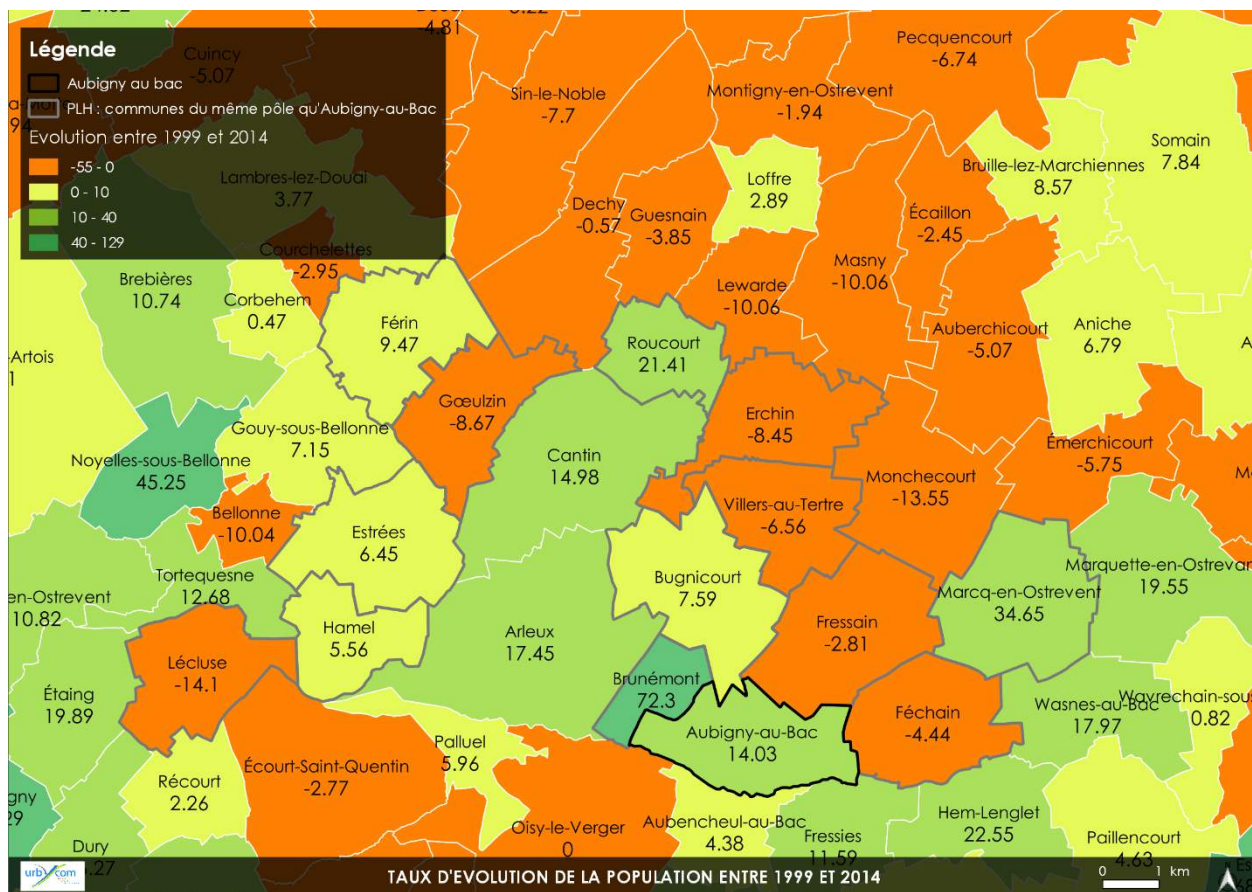 -4.81
Pecquencourt
-6.74
Légende
Aubigny au bac
PLH : communes du même pôle qu'Aubigny-au-Bac
Evolution entre 1999 et 2014
-55 - 0
0 - 10
10 - 40
40 - 129
Cuincy
-5.07
Lambres-lez-Douai
3.77
Courchelettes
-2.95
Sin-le-Noble
-7.7
Montigny-en-Ostrevent
-1.94
Somain
7.84
Bruille-lez-Marchiennes
8.57
Loffre
2.89
Dechy
-0.57
Guesnain
-3.85
Écaillon
-2.45
Masny
-10.06
Lewarde
-10.06
Brebières
10.74
Corbehem
0.47
Férin
9.47
Roucourt
21.41
Auberchicourt
-5.07
Aniche
6.79
-Artois
Gœulzin
-8.67
Erchin
-8.45
Gouy-sous-Bellonne
7.15
Noyelles-sous-Bellonne
45.25
Cantin
14.98
Émerchicourt
-5.75
Monchecourt
-13.55
Villers-au-Tertre
-6.56
Bellonne
-10.04
Estrées
6.45
Tortequesne
12.68
Bugnicourt
7.59
Marquette-en-Ostrevant
19.55
Marcq-en-Ostrevent
34.65
en-Ostrevent
10.82
Hamel
5.56
Arleux
17.45
Fressain
-2.81
Lécluse
-14.1
Brunémont
72.3
Étaing
19.89
Féchain
-4.44
Wasnes-au-Bac
17.97
Wavrechain-sous
0.82
Aubigny-au-Bac
14.03
Palluel
5.96
Écourt-Saint-Quentin
-2.77
Récourt
2.26
igny
29
Oisy-le-Verger
0
Aubencheul-au-Bac
4.38
Fressies
11.59
Hem-Lenglet
22.55
Paillencourt
4.63
Dury
.27
urbycom
TAUX D'EVOLUTION DE LA POPULATION ENTRE 1999 ET 2014
0 1 km